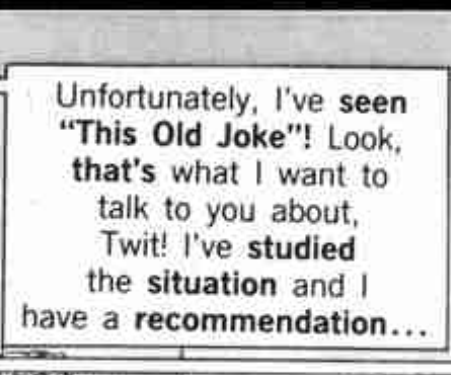 Unfortunately, I've seen
"This Old Joke"! Look,
that's what I want to
talk to you about,
Twit! I've studied
the situation and I
have a recommendation...